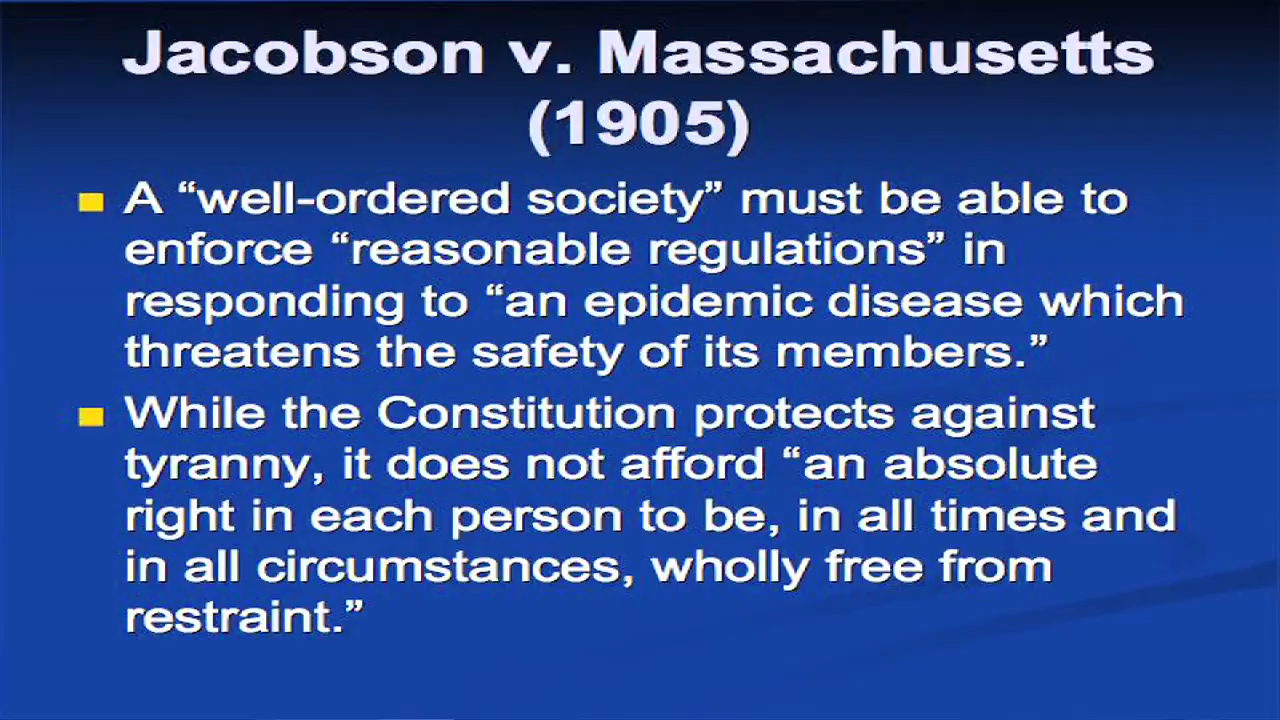 Jacobson v. Massachusetts
(1905)
A “well-ordered society” must be able to
enforce “reasonable regulations” in
responding to “an epidemic disease which
threatens the safety of its members.”
While the Constitution protects against
tyranny, it does not afford “an absolute
right in each person to be, in all times and
in all circumstances, wholly free from
restraint.”